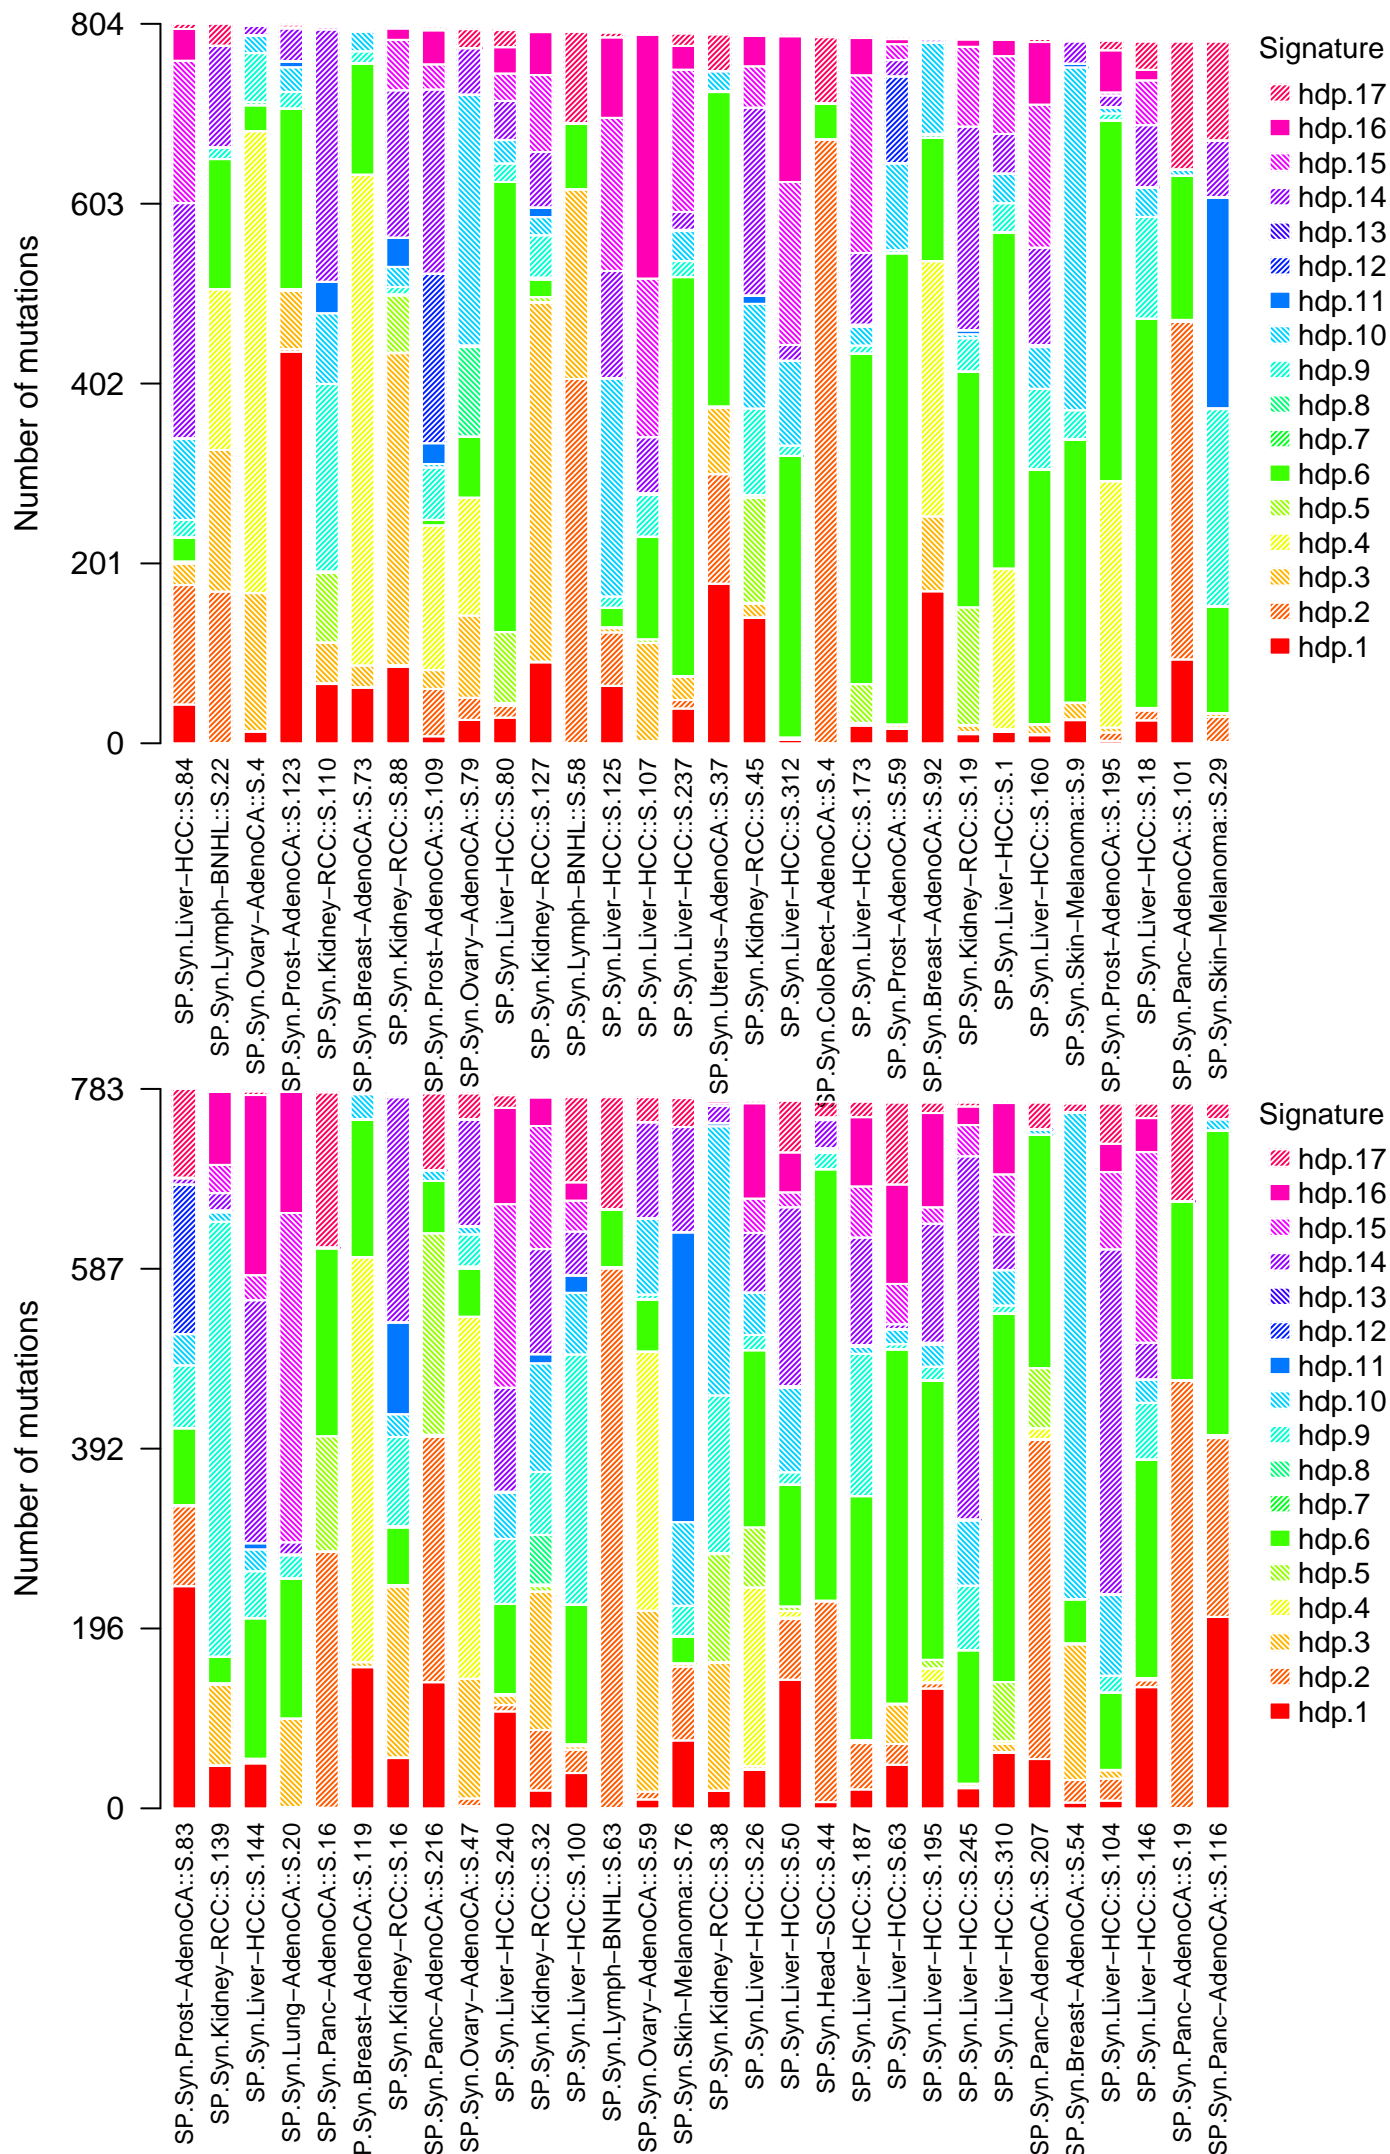 804
603
402
201
0
Number of mutations
Signature
hdp.17
hdp.16
hdp.15
hdp.14
hdp.13
hdp.12
hdp.11
hdp.10
hdp.9
hdp.8
hdp.7
hdp.6
hdp.5
hdp.4
hdp.3
hdp.2
hdp.1
SP.Syn.Liver−HCC::S.84
SP.Syn.Lymph−BNHL::S.22
SP.Syn.Ovary−AdenoCA::S.4
SP.Syn.Prost−AdenoCA::S.123
SP.Syn.Kidney−RCC::S.110
SP.Syn.Breast−AdenoCA::S.73
SP.Syn.Kidney−RCC::S.88
SP.Syn.Prost−AdenoCA::S.109
SP.Syn.Ovary−AdenoCA::S.79
SP.Syn.Liver−HCC::S.80
SP.Syn.Kidney−RCC::S.127
SP.Syn.Lymph−BNHL::S.58
SP.Syn.Liver−HCC::S.125
SP.Syn.Liver−HCC::S.107
SP.Syn.Liver−HCC::S.237
SP.Syn.Uterus−AdenoCA::S.37
SP.Syn.Kidney−RCC::S.45
SP.Syn.Liver−HCC::S.312
SP.Syn.ColoRect−AdenoCA::S.4
SP.Syn.Liver−HCC::S.173
SP.Syn.Prost−AdenoCA::S.59
SP.Syn.Breast−AdenoCA::S.92
SP.Syn.Kidney−RCC::S.19
SP.Syn.Liver−HCC::S.1
SP.Syn.Liver−HCC::S.160
SP.Syn.Skin−Melanoma::S.9
SP.Syn.Prost−AdenoCA::S.195
SP.Syn.Liver−HCC::S.18
SP.Syn.Panc−AdenoCA::S.101
SP.Syn.Skin−Melanoma::S.29
783
587
392
196
0
Number of mutations
Signature
hdp.17
hdp.16
hdp.15
hdp.14
hdp.13
hdp.12
hdp.11
hdp.10
hdp.9
hdp.8
hdp.7
hdp.6
hdp.5
hdp.4
hdp.3
hdp.2
hdp.1
SP.Syn.Prost−AdenoCA::S.83
SP.Syn.Kidney−RCC::S.139
SP.Syn.Liver−HCC::S.144
SP.Syn.Lung−AdenoCA::S.20
SP.Syn.Panc−AdenoCA::S.16
P.Syn.Breast−AdenoCA::S.119
SP.Syn.Kidney−RCC::S.16
SP.Syn.Panc−AdenoCA::S.216
SP.Syn.Ovary−AdenoCA::S.47
SP.Syn.Liver−HCC::S.240
SP.Syn.Kidney−RCC::S.32
SP.Syn.Liver−HCC::S.100
SP.Syn.Lymph−BNHL::S.63
SP.Syn.Ovary−AdenoCA::S.59
SP.Syn.Skin−Melanoma::S.76
SP.Syn.Kidney−RCC::S.38
SP.Syn.Liver−HCC::S.26
SP.Syn.Liver−HCC::S.50
SP.Syn.Head−SCC::S.44
SP.Syn.Liver−HCC::S.187
SP.Syn.Liver−HCC::S.63
SP.Syn.Liver−HCC::S.195
SP.Syn.Liver−HCC::S.245
SP.Syn.Liver−HCC::S.310
SP.Syn.Panc−AdenoCA::S.207
SP.Syn.Breast−AdenoCA::S.54
SP.Syn.Liver−HCC::S.104
SP.Syn.Liver−HCC::S.146
SP.Syn.Panc−AdenoCA::S.119
SP.Syn.Panc−AdenoCA::S.116